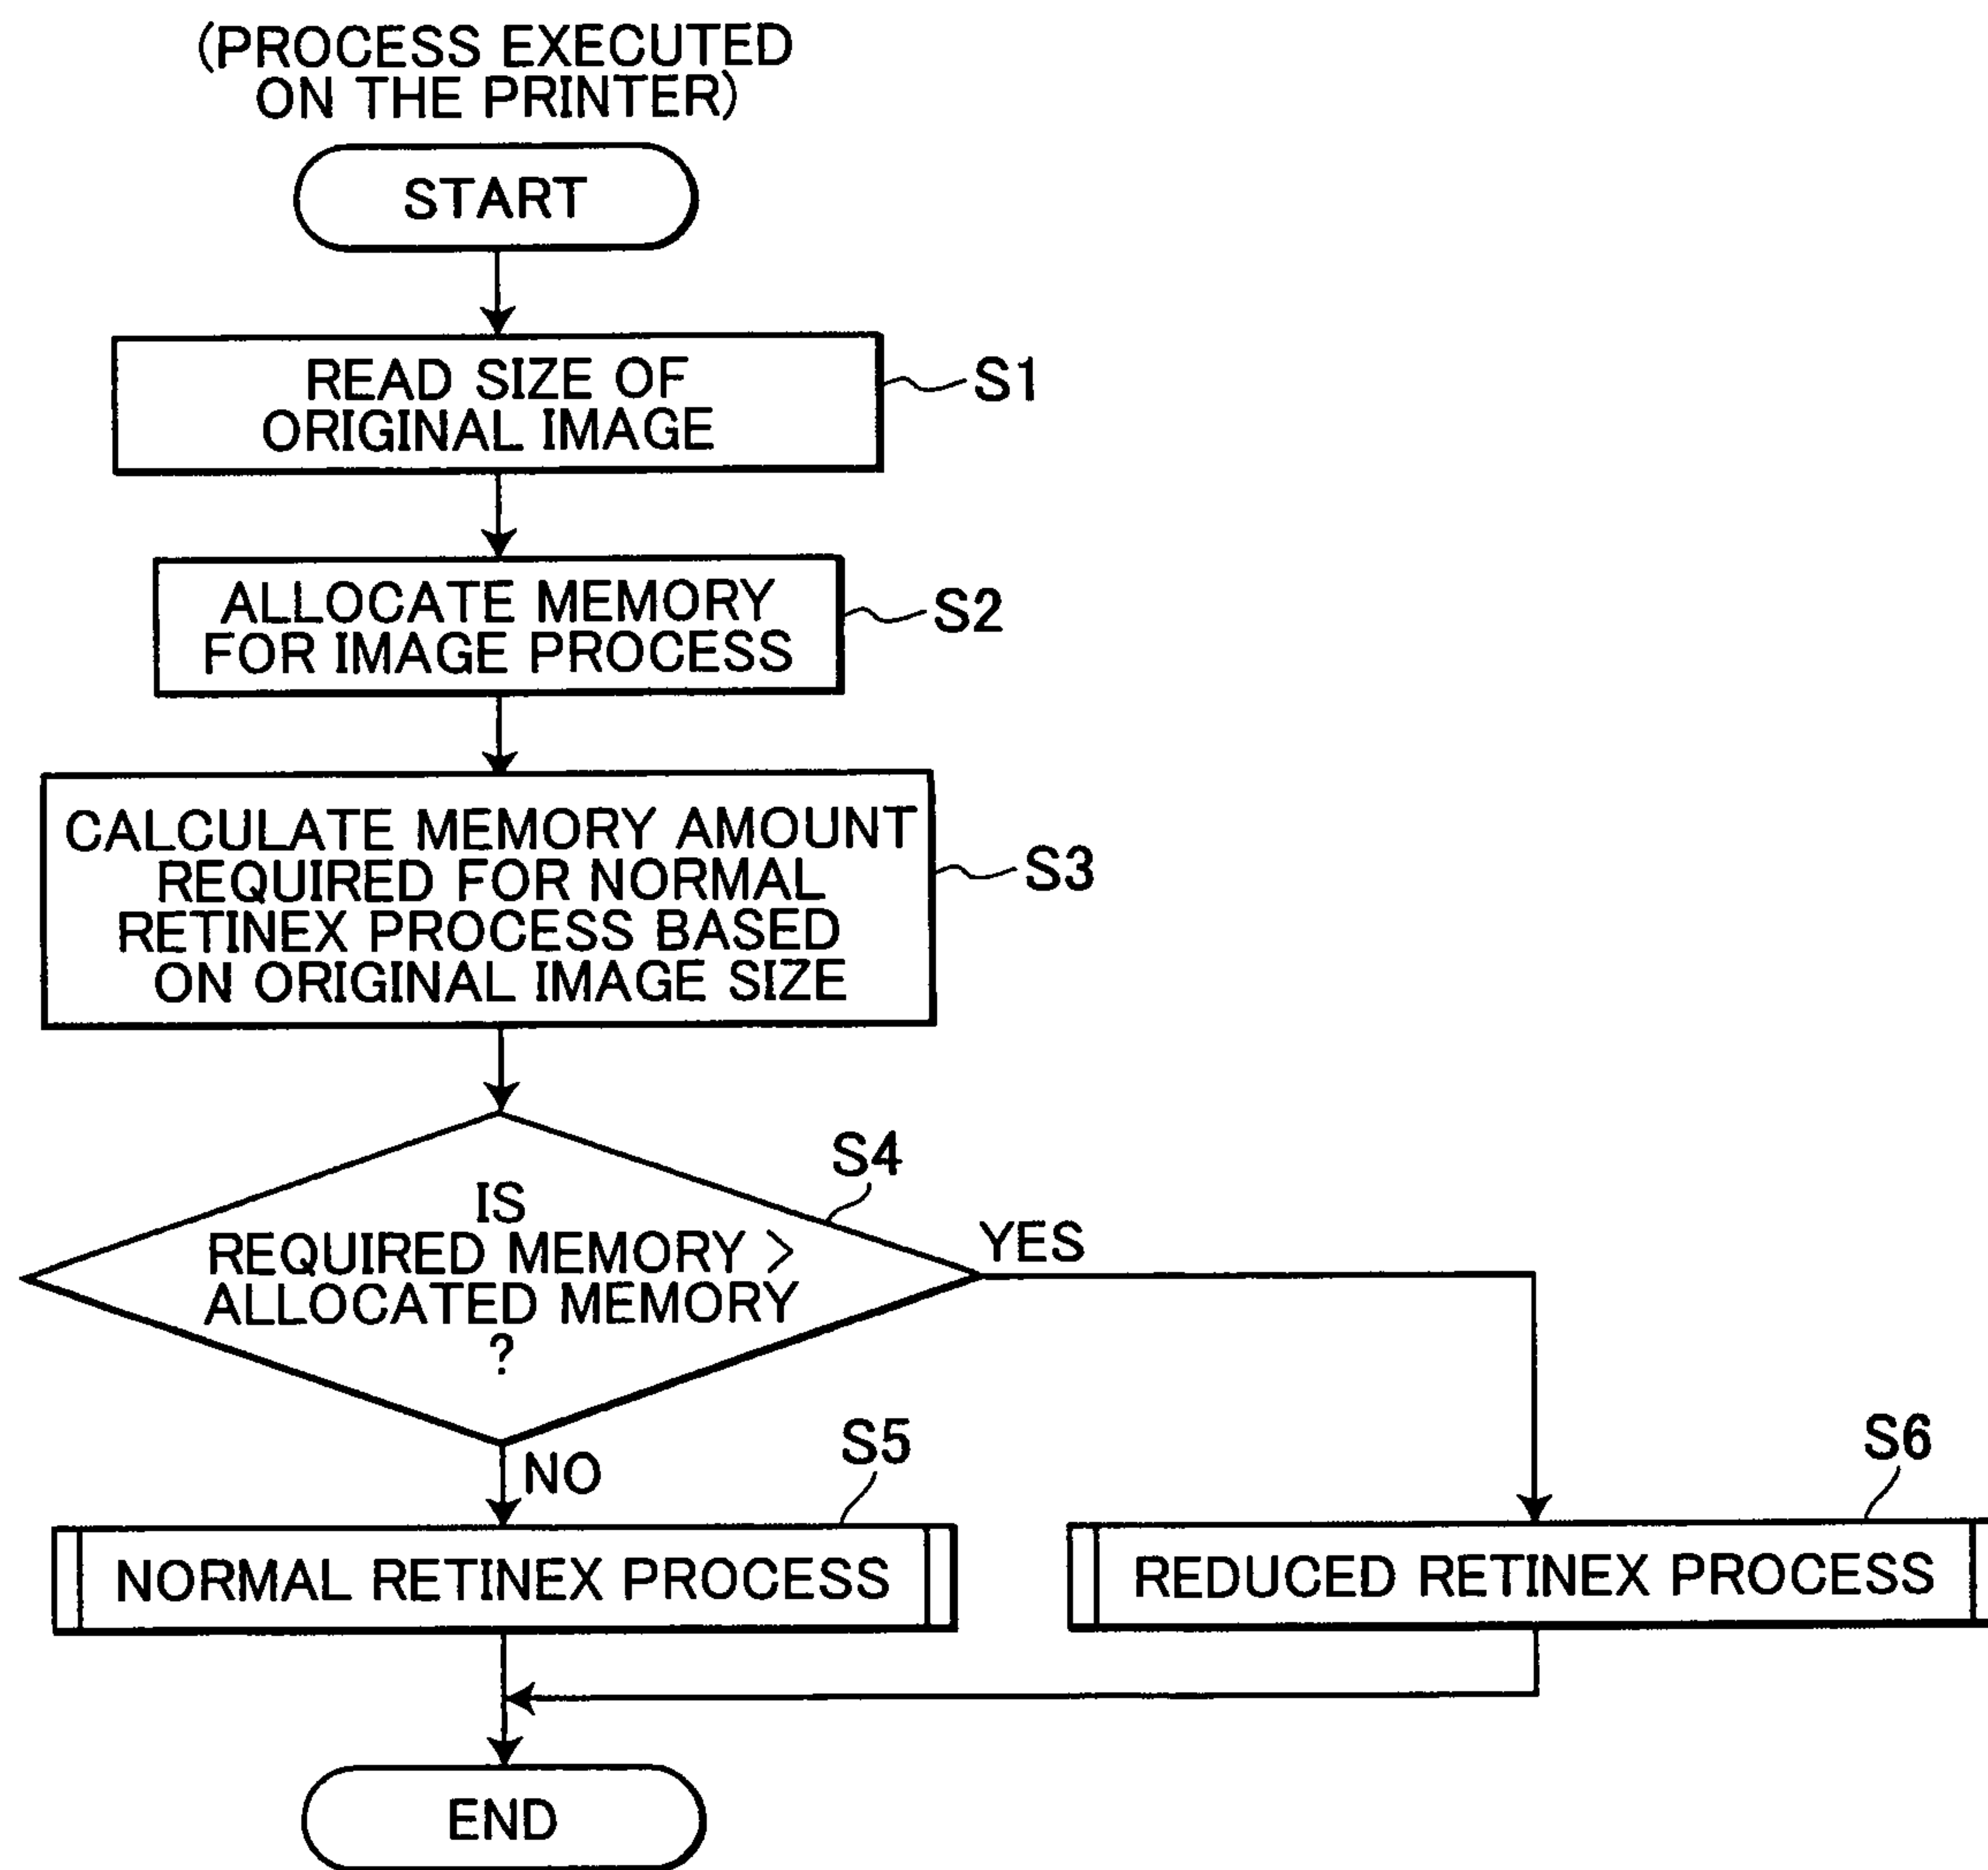 (PROCESS EXECUTED
ON THE PRINTER)
START
READ SIZE OF
ORIGINAL IMAGE
S1
ALLOCATE MEMORY
FOR IMAGE PROCESS
S2
CALCULATE MEMORY AMOUNT
REQUIRED FOR NORMAL
RETINEX PROCESS BASED
ON ORIGINAL IMAGE SIZE
S3
S4
IS
REQUIRED MEMORY >
ALLOCATED MEMORY
?
YES
NO
S5
NORMAL RETINEX PROCESS
S6
REDUCED RETINEX PROCESS
END